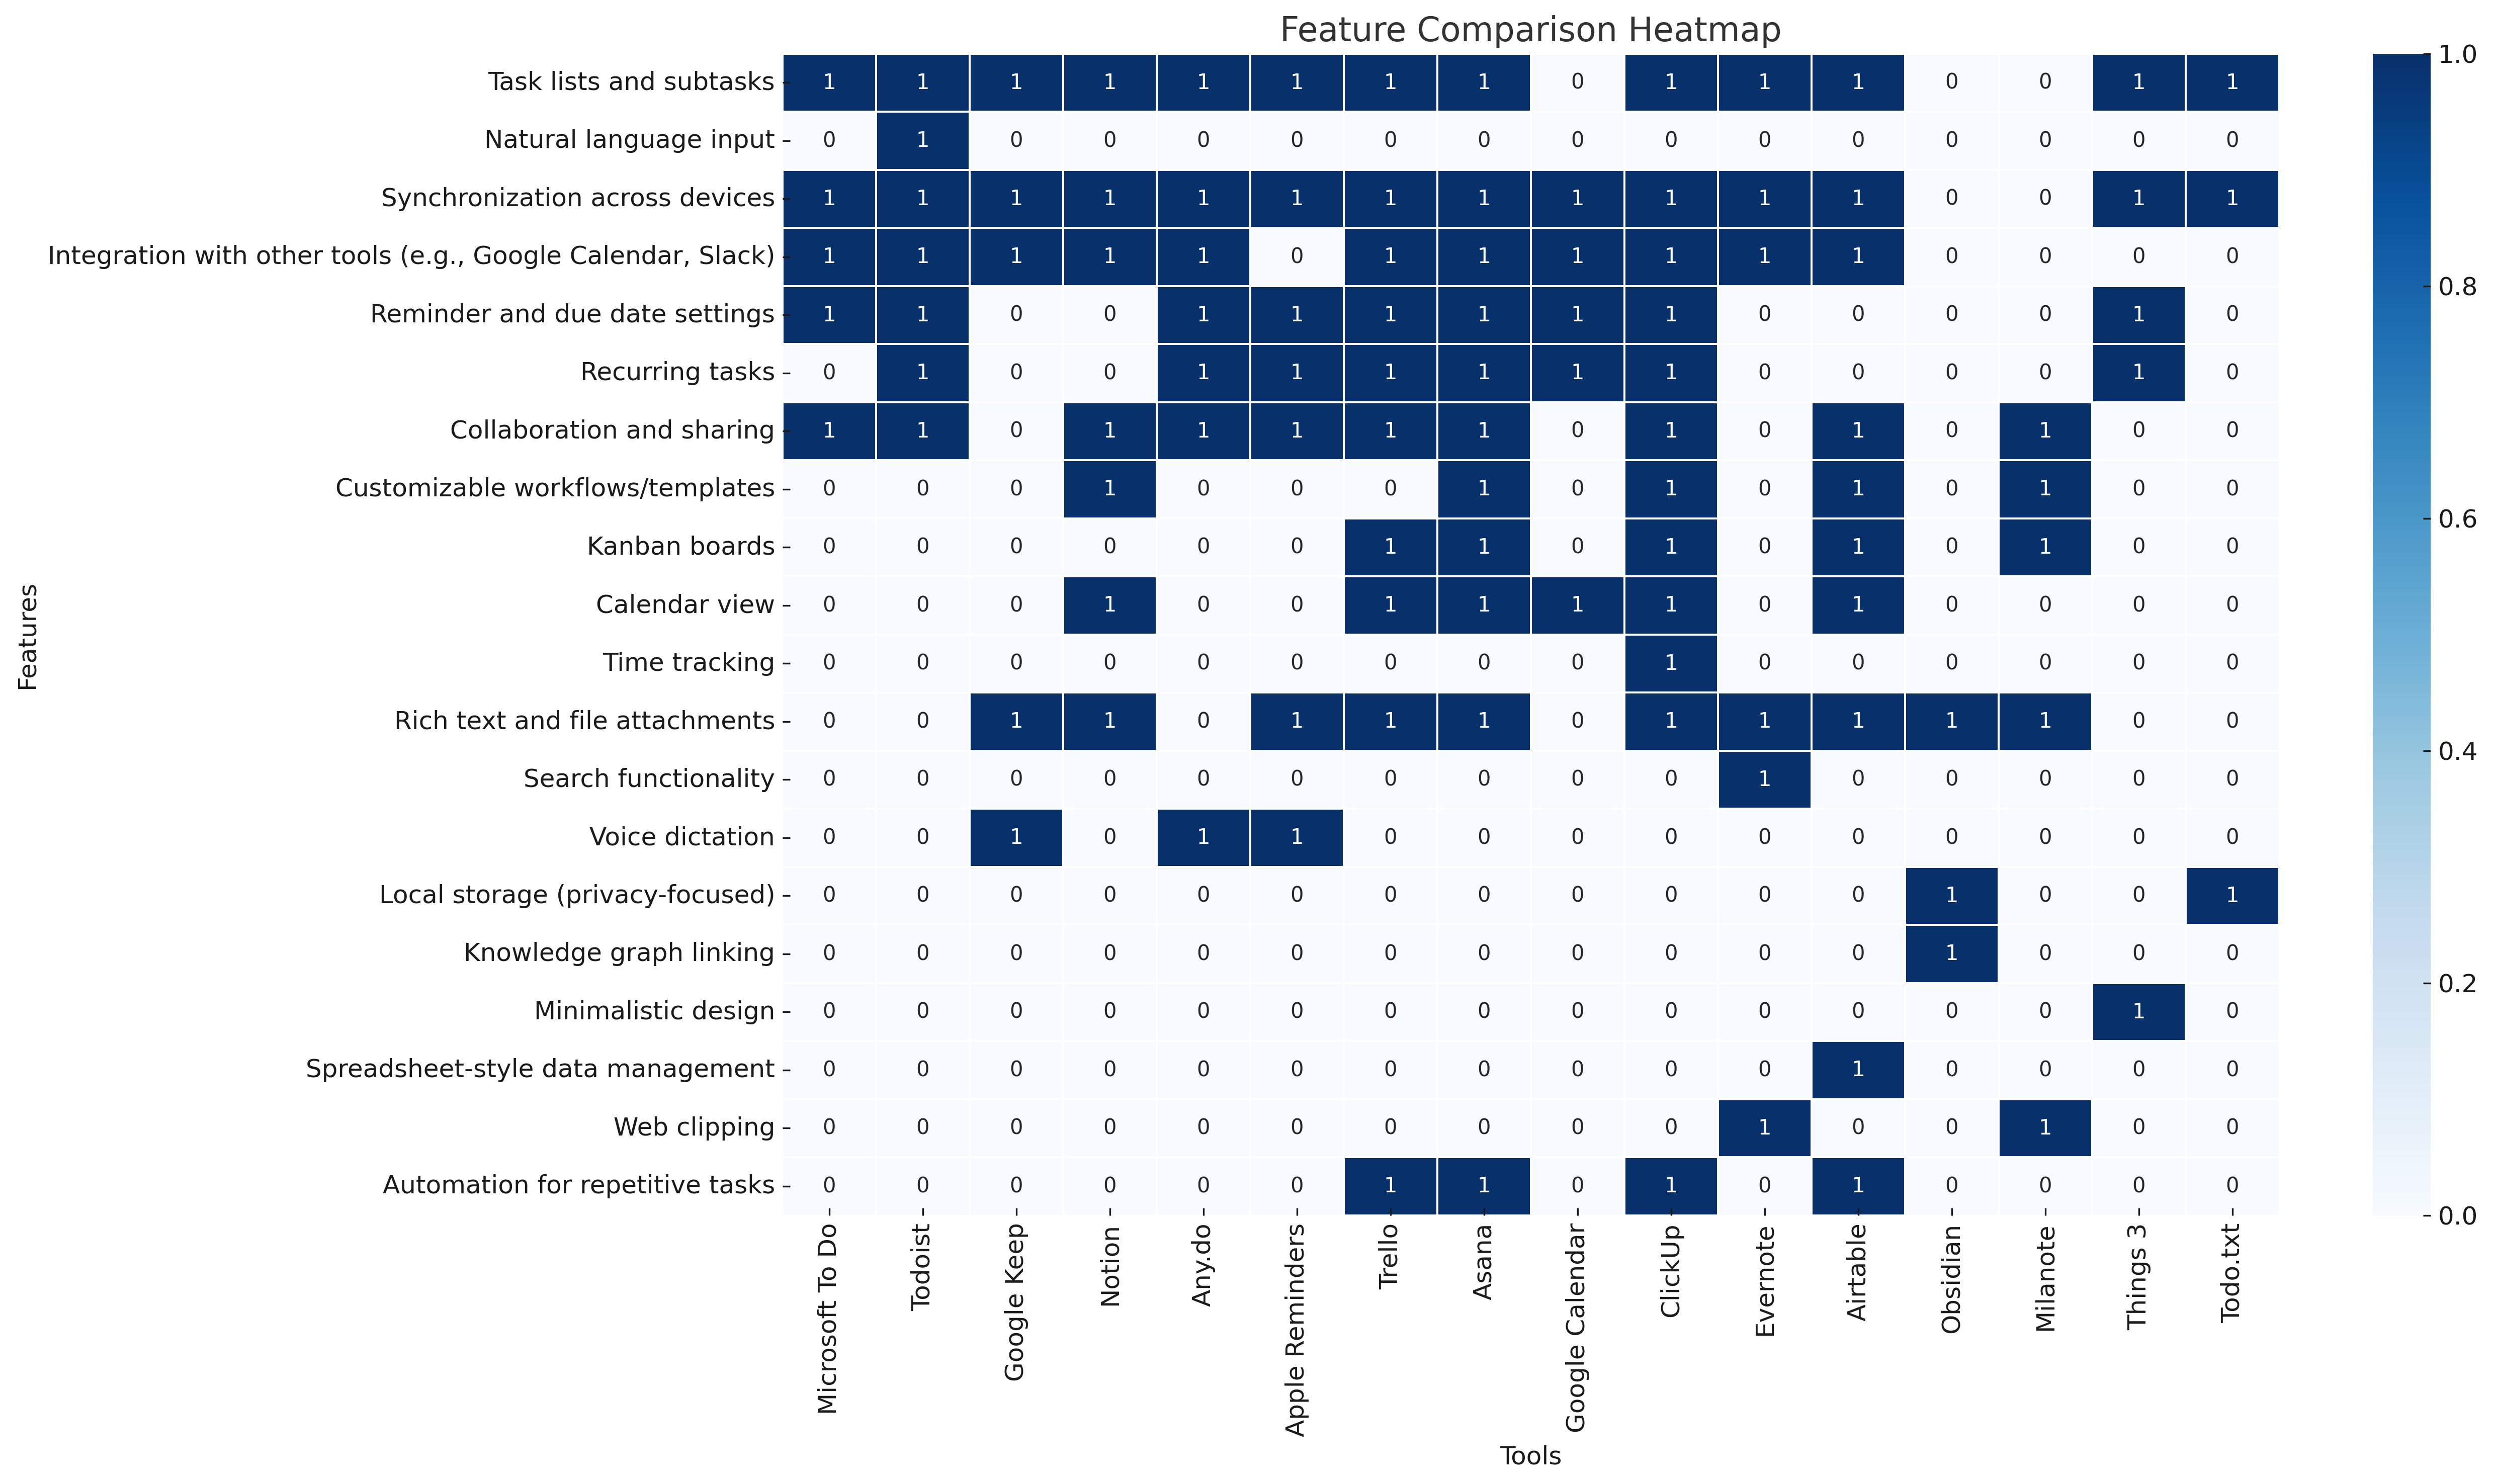 Feature Comparison Heatmap
Task lists and subtasks 1 1 1 1 1 1 1 1 0 1 1 1 0 0 1 1
Natural language input 0 1 0 0 0 0 0 0 0 0 0 0 0 0 0 0
Synchronization across devices 1 1 1 1 1 1 1 1 1 1 1 1 0 0 1 1
Integration with other tools (e.g., Google Calendar, Slack) 1 1 1 1 1 0 1 1 1 1 1 1 0 0 0 0
Reminder and due date settings 1 1 0 0 1 1 1 1 1 1 0 0 0 0 1 0
Recurring tasks 0 1 0 0 1 1 1 1 1 1 0 0 0 0 1 0
Collaboration and sharing 1 1 0 1 1 1 1 1 0 1 0 1 0 1 0 0
Customizable workflows/templates 0 0 0 1 0 0 0 1 0 1 0 1 0 1 0 0
Kanban boards 0 0 0 0 0 0 1 1 0 1 0 1 0 1 0 0
Calendar view 0 0 0 1 0 0 1 1 1 1 0 1 0 0 0 0
Time tracking 0 0 0 0 0 0 0 0 0 1 0 0 0 0 0 0
Rich text and file attachments 0 0 1 1 0 1 1 1 0 1 1 1 1 1 0 0
Search functionality 0 0 0 0 0 0 0 0 0 0 1 0 0 0 0 0
Voice dictation 0 0 1 0 1 1 0 0 0 0 0 0 0 0 0 0
Local storage (privacy-focused) 0 0 0 0 0 0 0 0 0 0 0 0 1 0 0 1
Knowledge graph linking 0 0 0 0 0 0 0 0 0 0 0 0 1 0 0 0
Minimalistic design 0 0 0 0 0 0 0 0 0 0 0 0 0 0 1 0
Spreadsheet-style data management 0 0 0 0 0 0 0 0 0 0 0 1 0 0 0 0
Web clipping 0 0 0 0 0 0 0 0 0 0 1 0 0 1 0 0
Automation for repetitive tasks 0 0 0 0 0 0 1 1 0 1 0 1 0 0 0 0
Features
Microsoft To Do
Todoist
Google Keep
Notion
Any.do
Apple Reminders
Trello
Asana
Google Calendar
ClickUp
Evernote
Airtable
Obsidian
Milanote
Things 3
Todo.txt
Tools
1.0
0.8
0.6
0.4
0.2
0.0